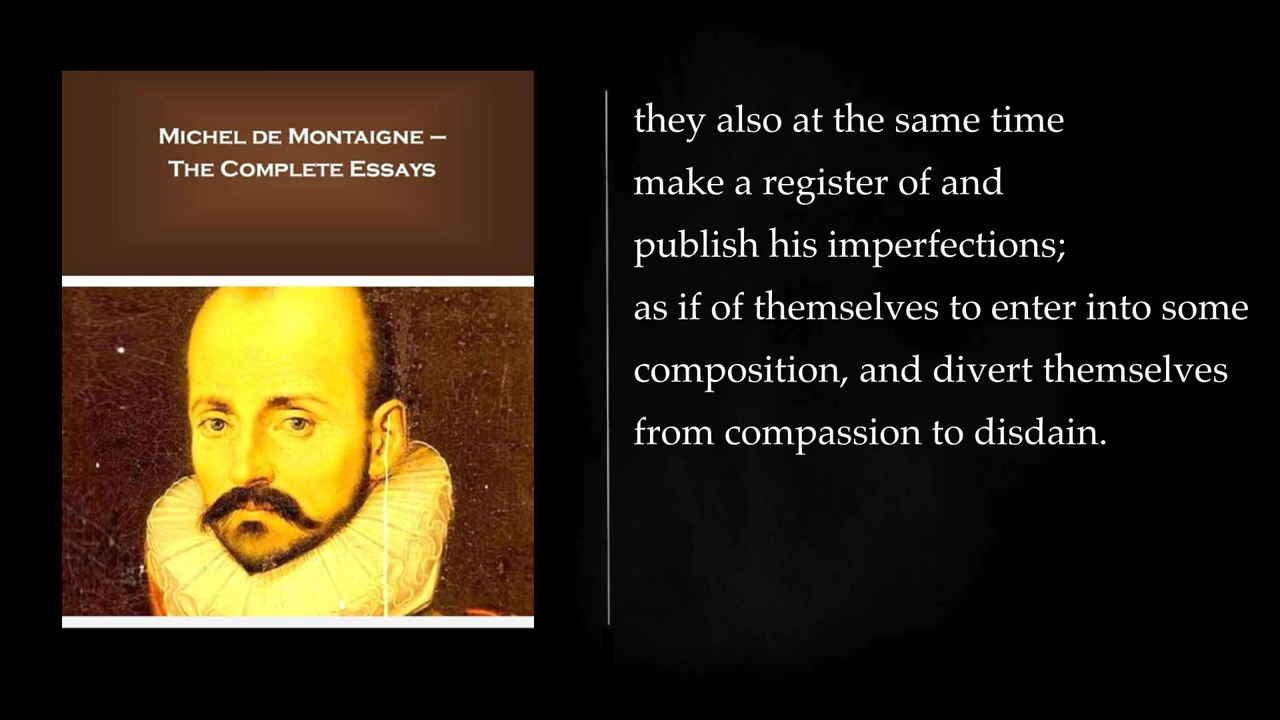 MICHEL DE MONTAIGNE –
THE COMPLETE ESSAYS
they also at the same time
make a register of and
publish his imperfections;
as if of themselves to enter into some
composition, and divert themselves
from compassion to disdain.